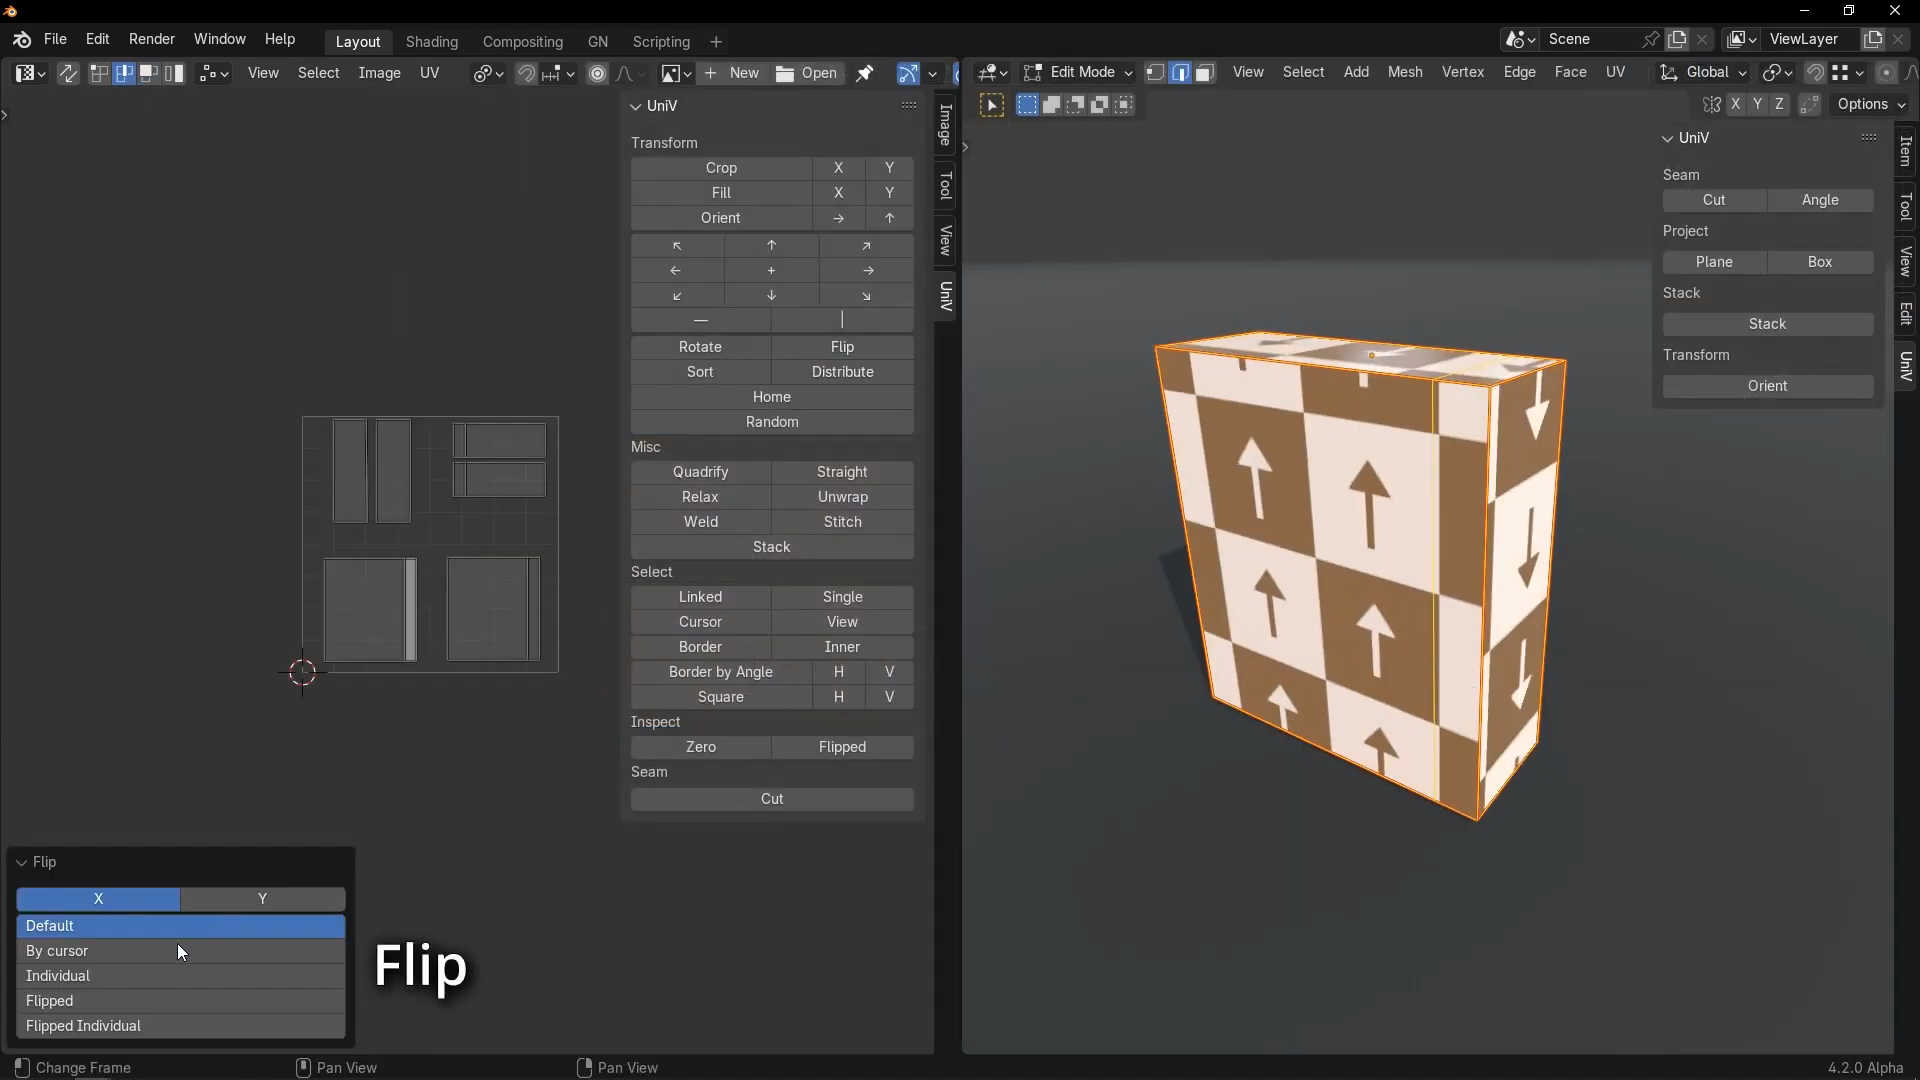 File Edit Render Window Help Layout Shading Compositing GN Scripting + Scene ViewLayer
View Select Image UV + New Open
Edit Mode View Select Add Mesh Vertex Edge Face UV Global
X Y Z Options
UniV
Transform
Crop X Y
Fill X Y
Orient → ↑
↖ ↑ ↗
← + →
↙ ↓ ↘
— |
Rotate Flip
Sort Distribute
Home
Random
Misc
Quadrify Straight
Relax Unwrap
Weld Stitch
Stack
Select
Linked Single
Cursor View
Border Inner
Border by Angle H V
Square H V
Inspect
Zero Flipped
Seam
Cut
Image
Tool
View
UniV
UniV
Seam
Cut Angle
Project
Plane Box
Stack
Stack
Transform
Orient
Item
Tool
View
Edit
UniV
Flip
X Y
Default
By cursor
Individual
Flipped
Flipped Individual
Flip
Change Frame Pan View Pan View 4.2.0 Alpha